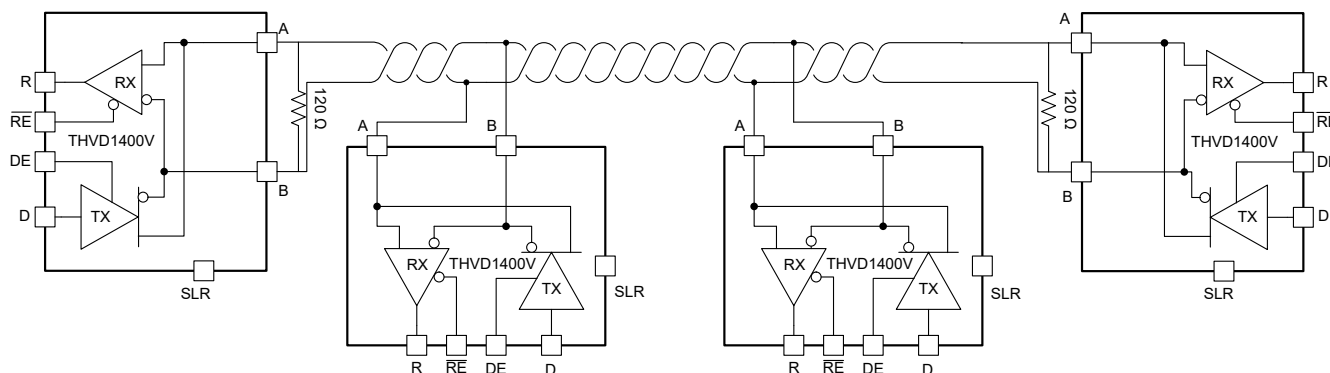 A
R
RX
RE
THVD1400V
DE
B
D
TX
SLR
120 Ω
A
B
RX
THVD1400V
TX
SLR
R
RE
DE
D
A
B
RX
THVD1400V
TX
SLR
R
RE
DE
D
120 Ω
A
RX
R
RE
THVD1400V
DE
B
TX
D
SLR